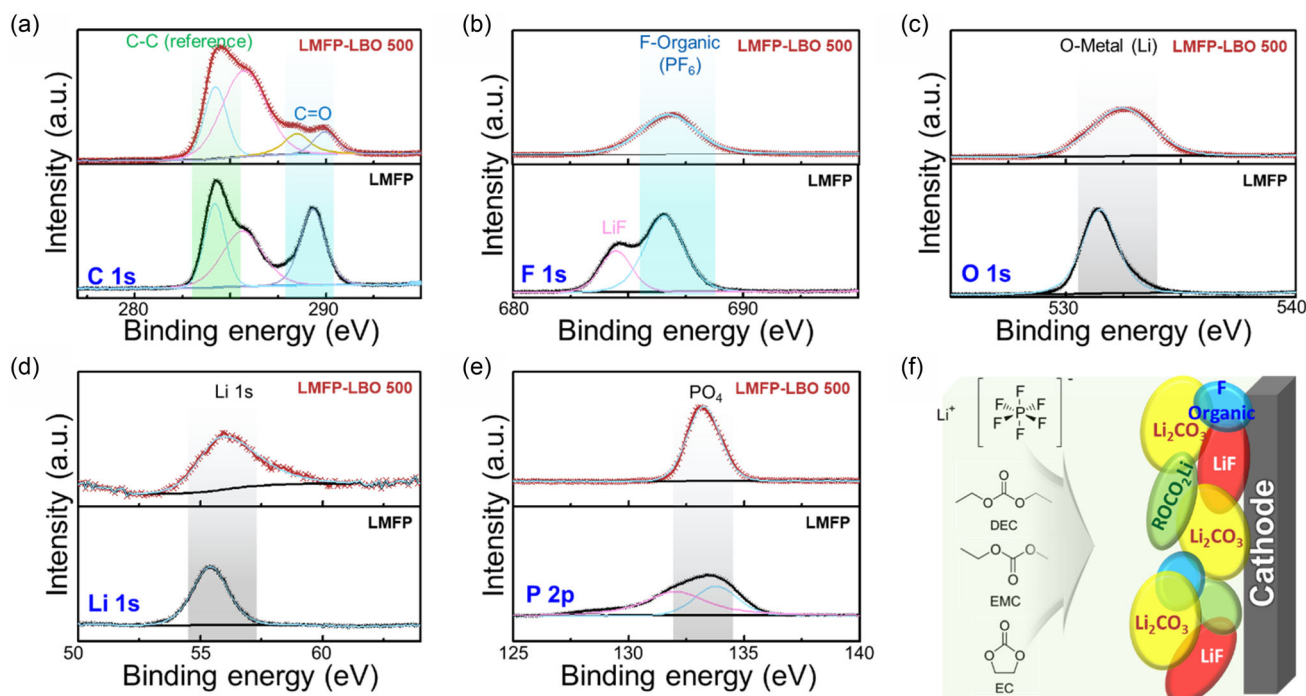 (a)
C-C (reference)
LMFP-LBO 500
C=O
LMFP
C 1s
Intensity (a.u.)
280
290
Binding energy (eV)
(b)
F-Organic
(PF₆)
LMFP-LBO 500
LMFP
LiF
F 1s
Intensity (a.u.)
680
690
Binding energy (eV)
(c)
O-Metal (Li)
LMFP-LBO 500
LMFP
O 1s
Intensity (a.u.)
530
540
Binding energy (eV)
(d)
Li 1s
LMFP-LBO 500
LMFP
Li 1s
Intensity (a.u.)
50
55
60
Binding energy (eV)
(e)
PO₄
LMFP-LBO 500
LMFP
P 2p
Intensity (a.u.)
125
130
135
140
Binding energy (eV)
(f)
Li⁺
-
F
F
F
P
F
F
F
O
O
O
DEC
O
O
O
EMC
O
O
O
EC
F
Organic
Li₂CO₃
LiF
ROCO₂Li
Li₂CO₃
Li₂CO₃
LiF
Cathode